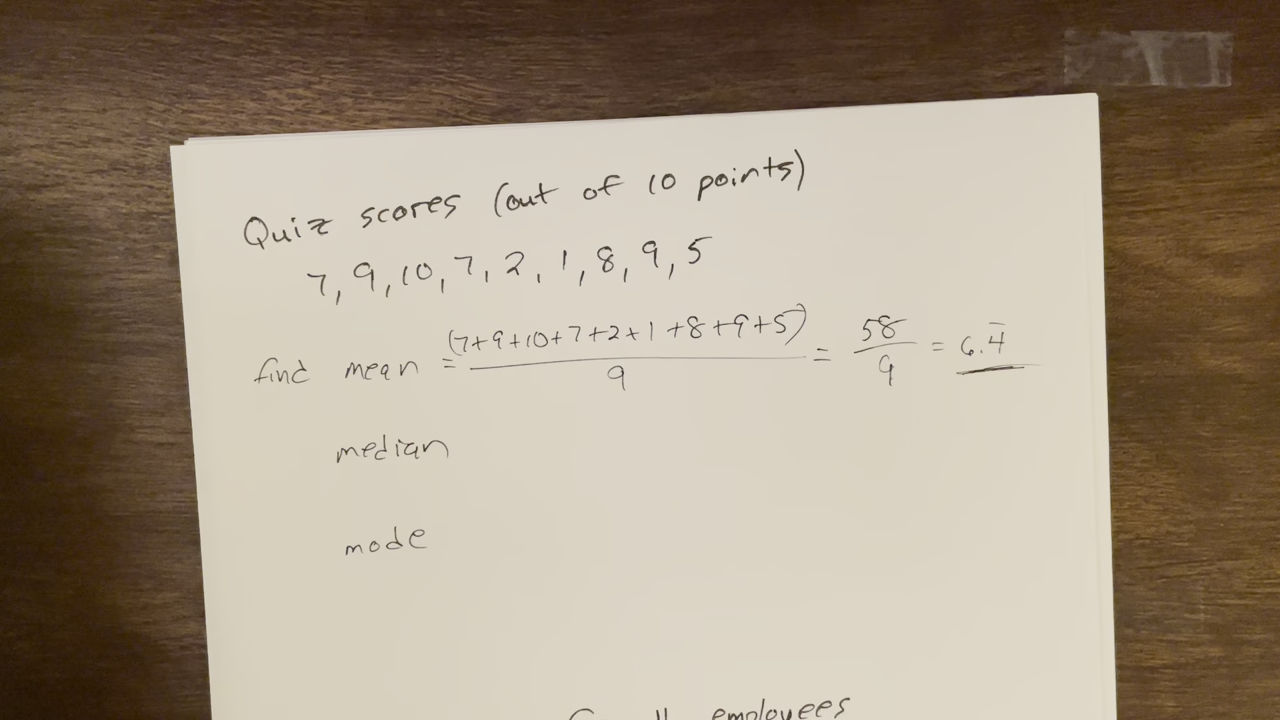 Quiz scores (out of 10 points)
7, 9, 10, 7, 2, 1, 8, 9, 5
find mean = (7+9+10+7+2+1+8+9+5) / 9 = 58 / 9 = 6.4̅
median
mode
employees